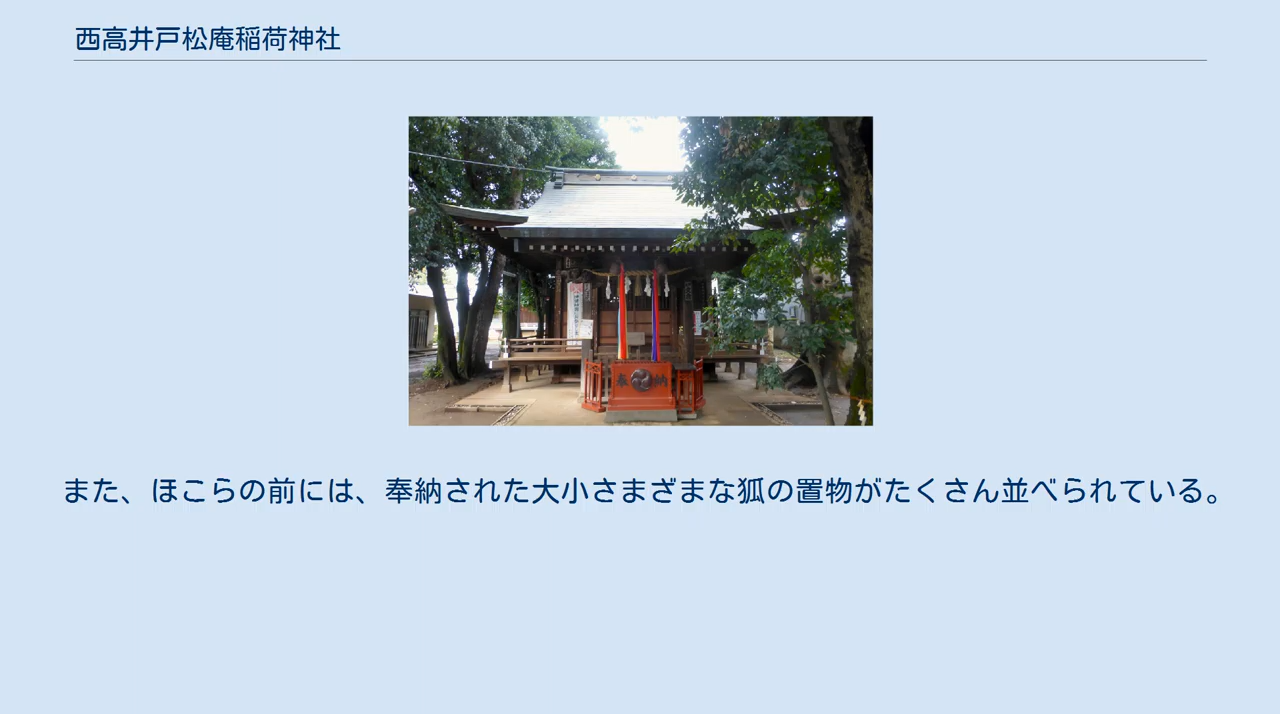 西高井戸松庵稲荷神社
奉納
また、ほこらの前には、奉納された大小さまざまな狐の置物がたくさん並べられている。